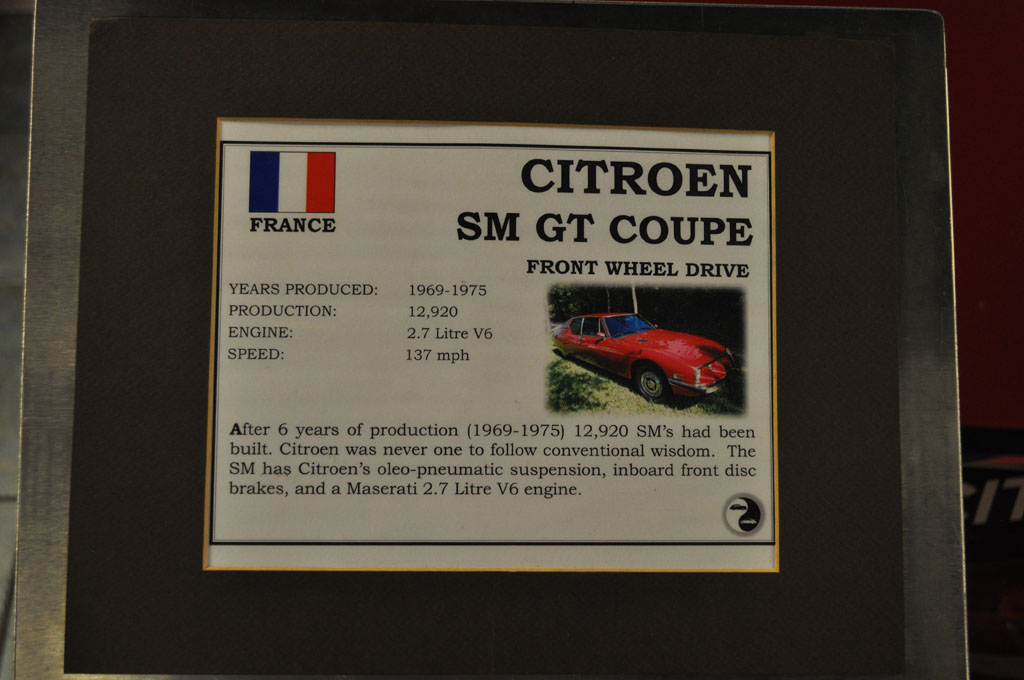 FRANCE
CITROEN
SM GT COUPE
FRONT WHEEL DRIVE
YEARS PRODUCED: 1969-1975
PRODUCTION: 12,920
ENGINE: 2.7 Litre V6
SPEED: 137 mph
After 6 years of production (1969-1975) 12,920 SM's had been
built. Citroen was never one to follow conventional wisdom. The
SM has Citroen's oleo-pneumatic suspension, inboard front disc
brakes, and a Maserati 2.7 Litre V6 engine.
CIT